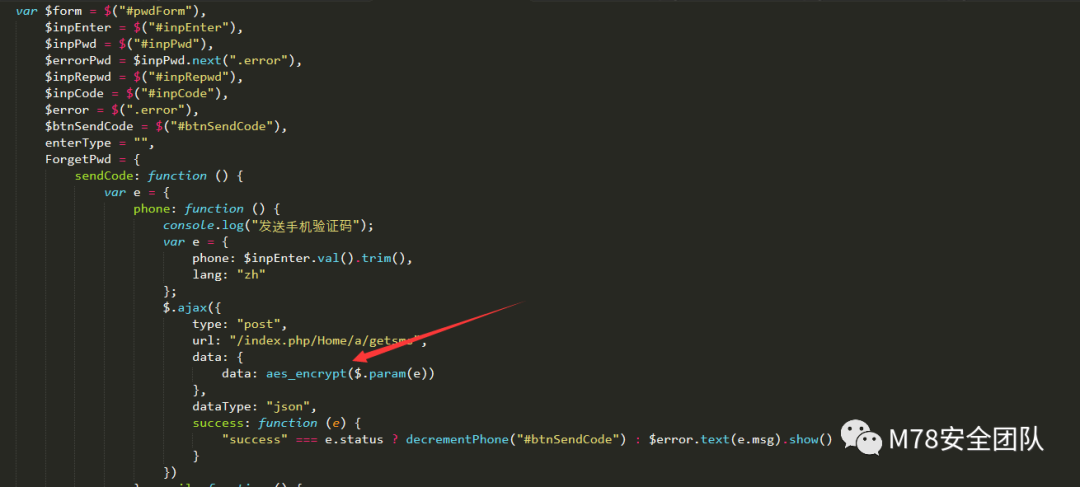 var $form = $("#pwdForm"),
    $inpEnter = $("#inpEnter"),
    $inpPwd = $("#inpPwd"),
    $errorPwd = $inpPwd.next(".error"),
    $inpRepwd = $("#inpRepwd"),
    $inpCode = $("#inpCode"),
    $error = $(".error"),
    $btnSendCode = $("#btnSendCode"),
    enterType = "",
    ForgetPwd = {
        sendCode: function () {
            var e = {
                phone: function () {
                    console.log("发送手机验证码");
                    var e = {
                        phone: $inpEnter.val().trim(),
                        lang: "zh"
                    };
                    $.ajax({
                        type: "post",
                        url: "/index.php/Home/a/getsms",
                        data: {
                            data: aes_encrypt($.param(e))
                        },
                        dataType: "json",
                        success: function (e) {
                            "success" === e.status ? decrementPhone("#btnSendCode") : $error.text(e.msg).show()
                        }
                    })
M78安全团队